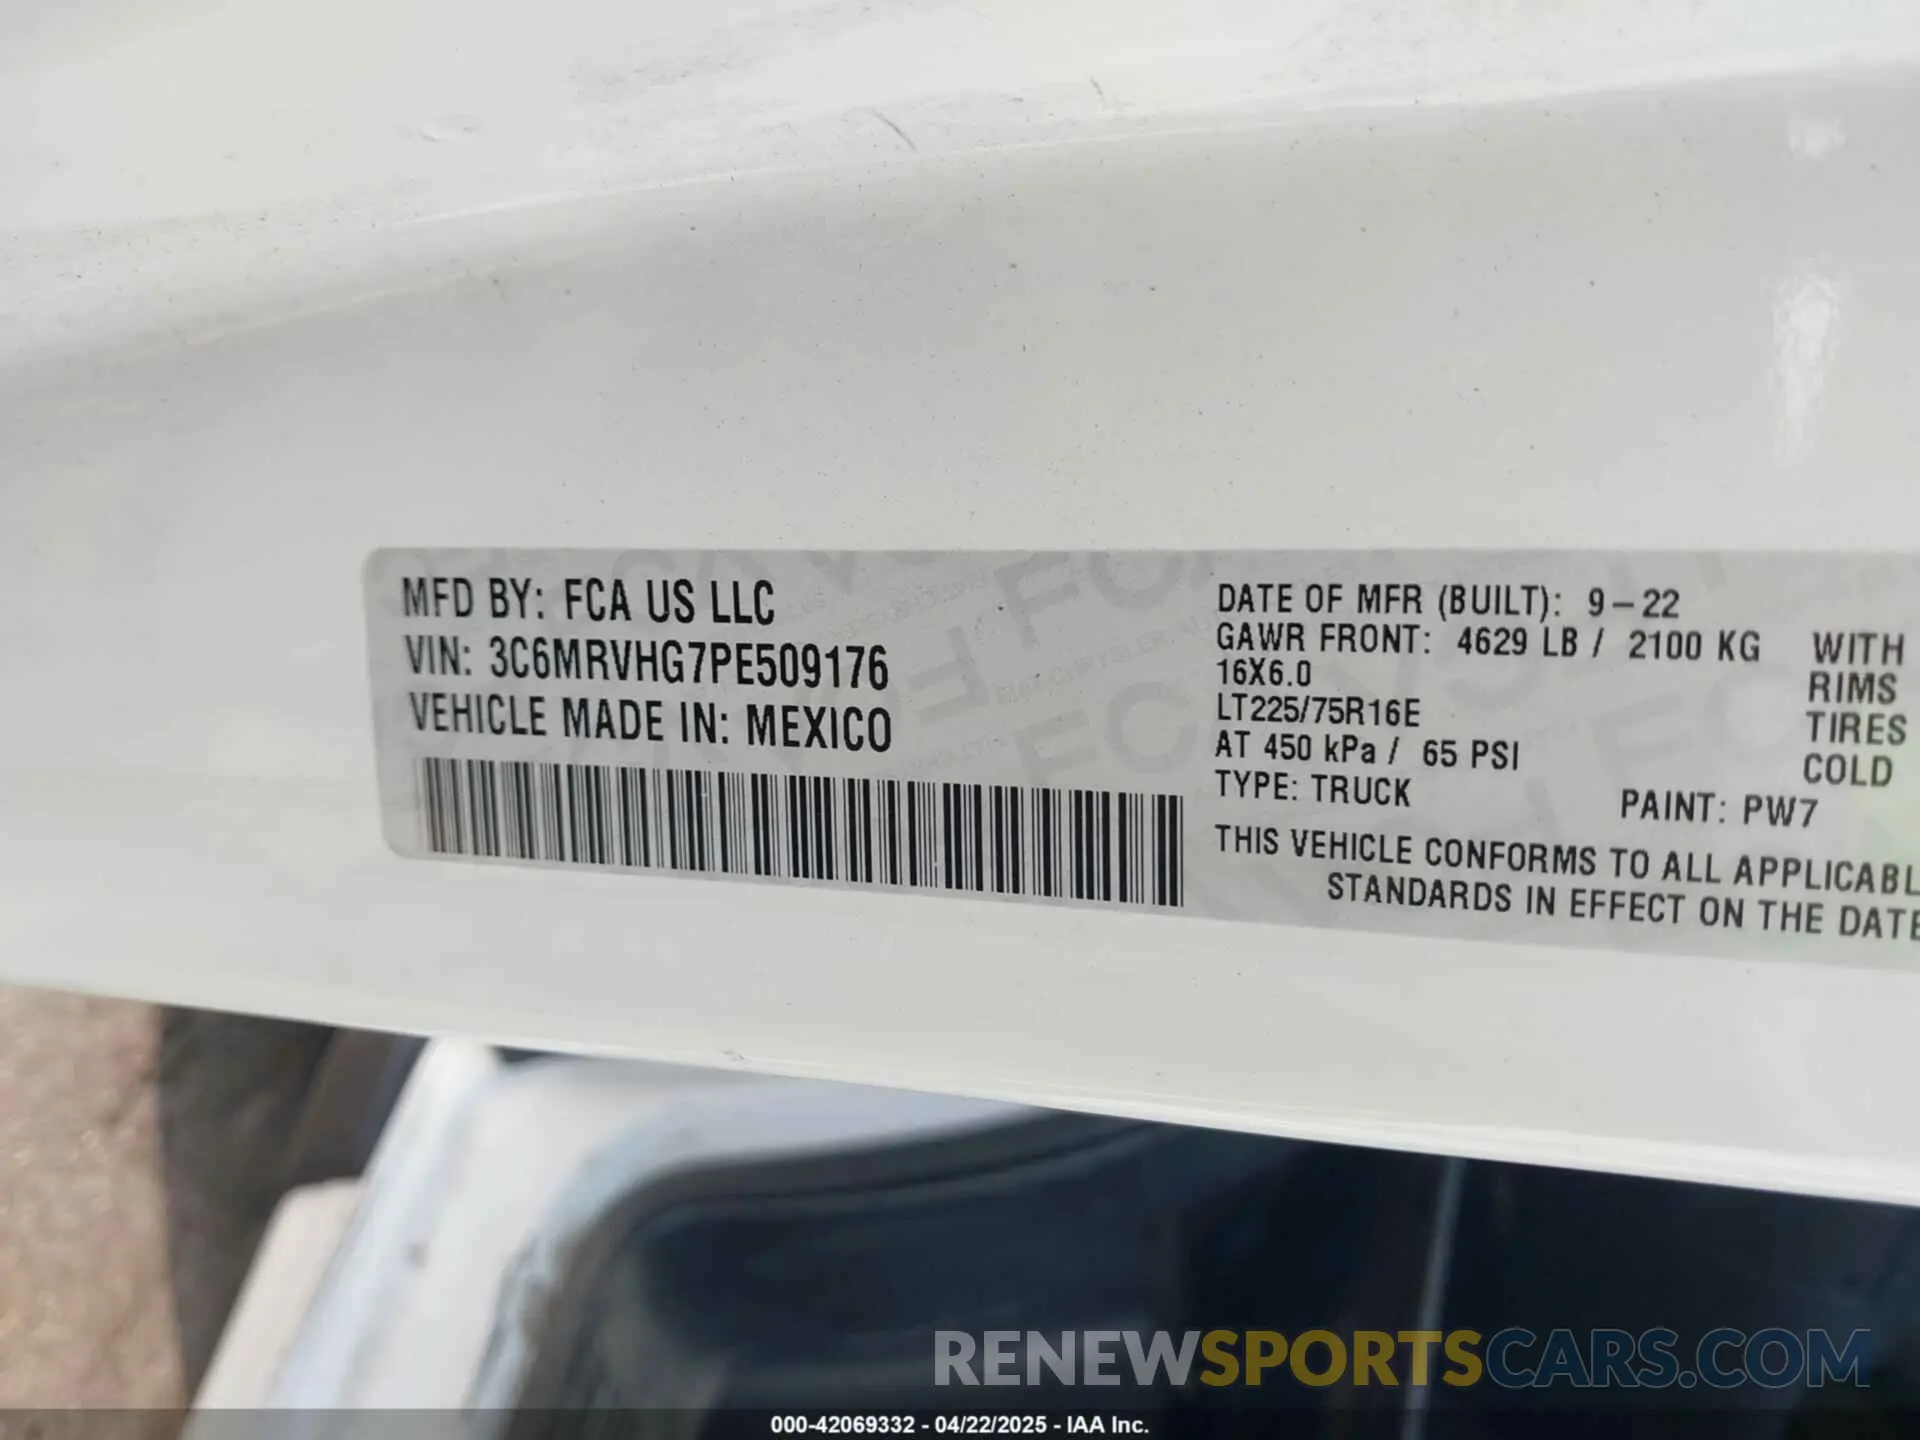 MFD BY: FCA US LLC
VIN: 3C6MRVHG7PE509176
VEHICLE MADE IN: MEXICO
DATE OF MFR (BUILT): 9-22
GAWR FRONT: 4629 LB / 2100 KG WITH
16X6.0 RIMS
LT225/75R16E TIRES
AT 450 kPa / 65 PSI COLD
TYPE: TRUCK PAINT: PW7
THIS VEHICLE CONFORMS TO ALL APPLICABL
STANDARDS IN EFFECT ON THE DATE
RENEWSPORTSCARS.COM
000-42069332 - 04/22/2025 - IAA Inc.